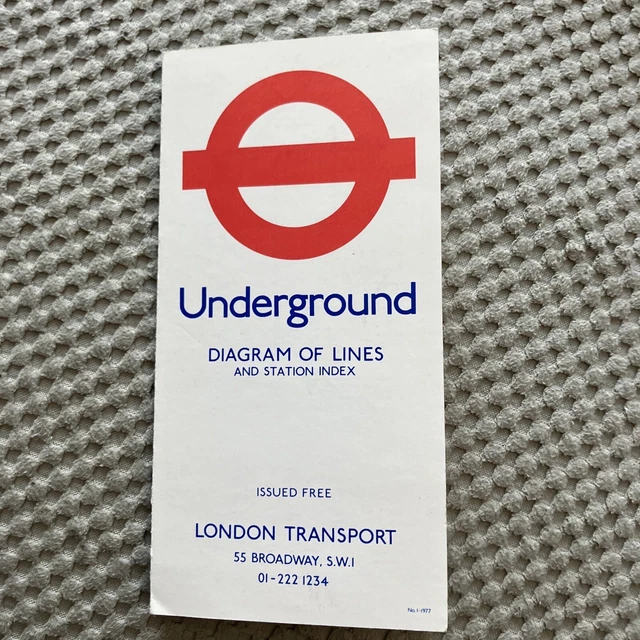 Underground
DIAGRAM OF LINES
AND STATION INDEX
ISSUED FREE
LONDON TRANSPORT
55 BROADWAY, S.W.1
01-222 1234
No. 1-1977